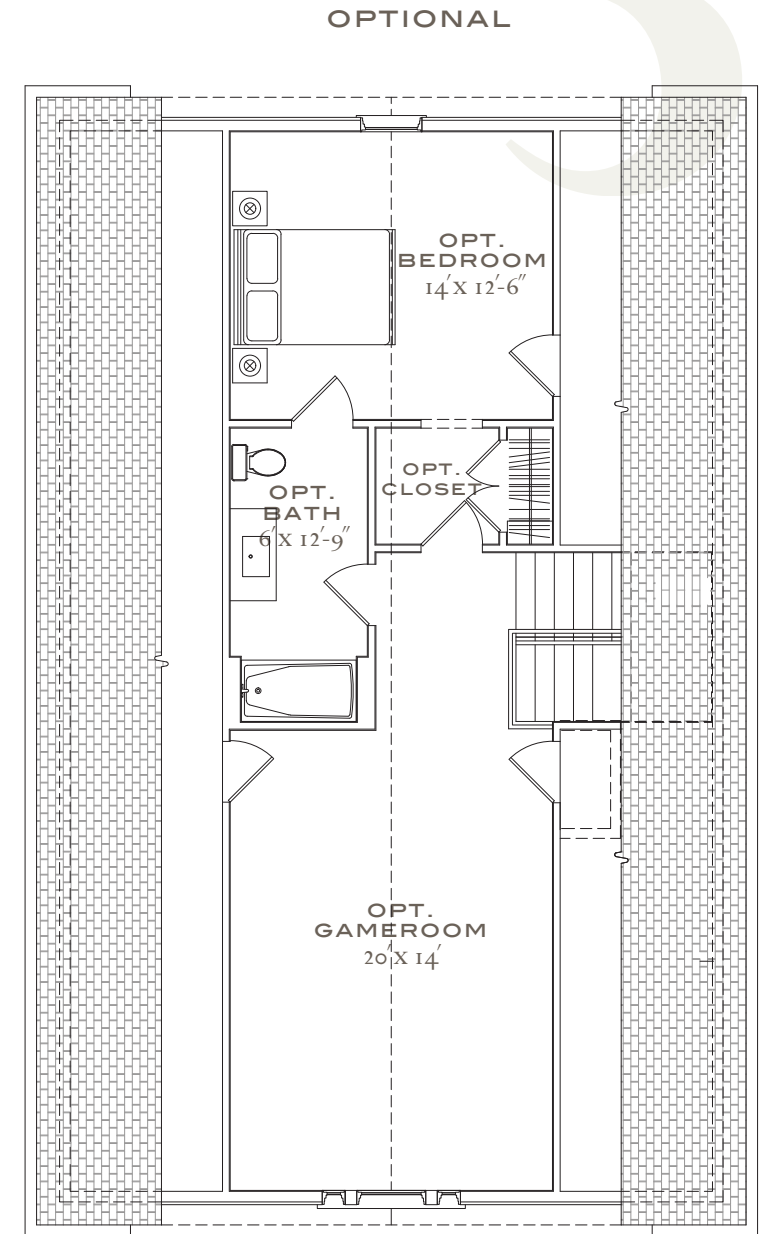 OPTIONAL
OPT.
BEDROOM
14' X 12'-6"
OPT.
CLOSET
OPT.
BATH
6' X 12'-9"
OPT.
GAMEROOM
20' X 14'